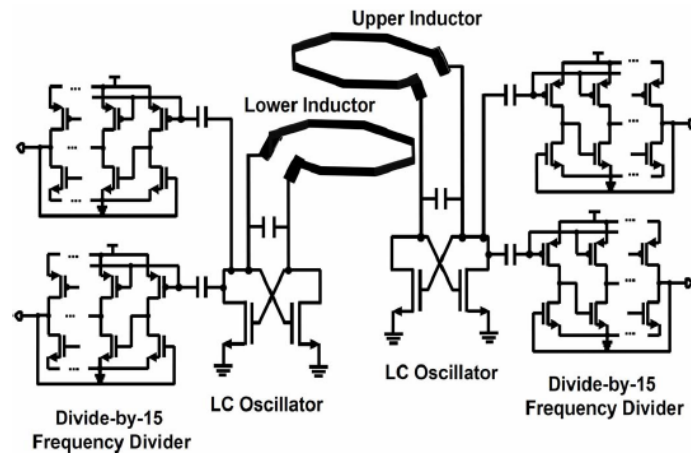 Upper Inductor
Lower Inductor
LC Oscillator
LC Oscillator
Divide-by-15
Frequency Divider
Divide-by-15
Frequency Divider